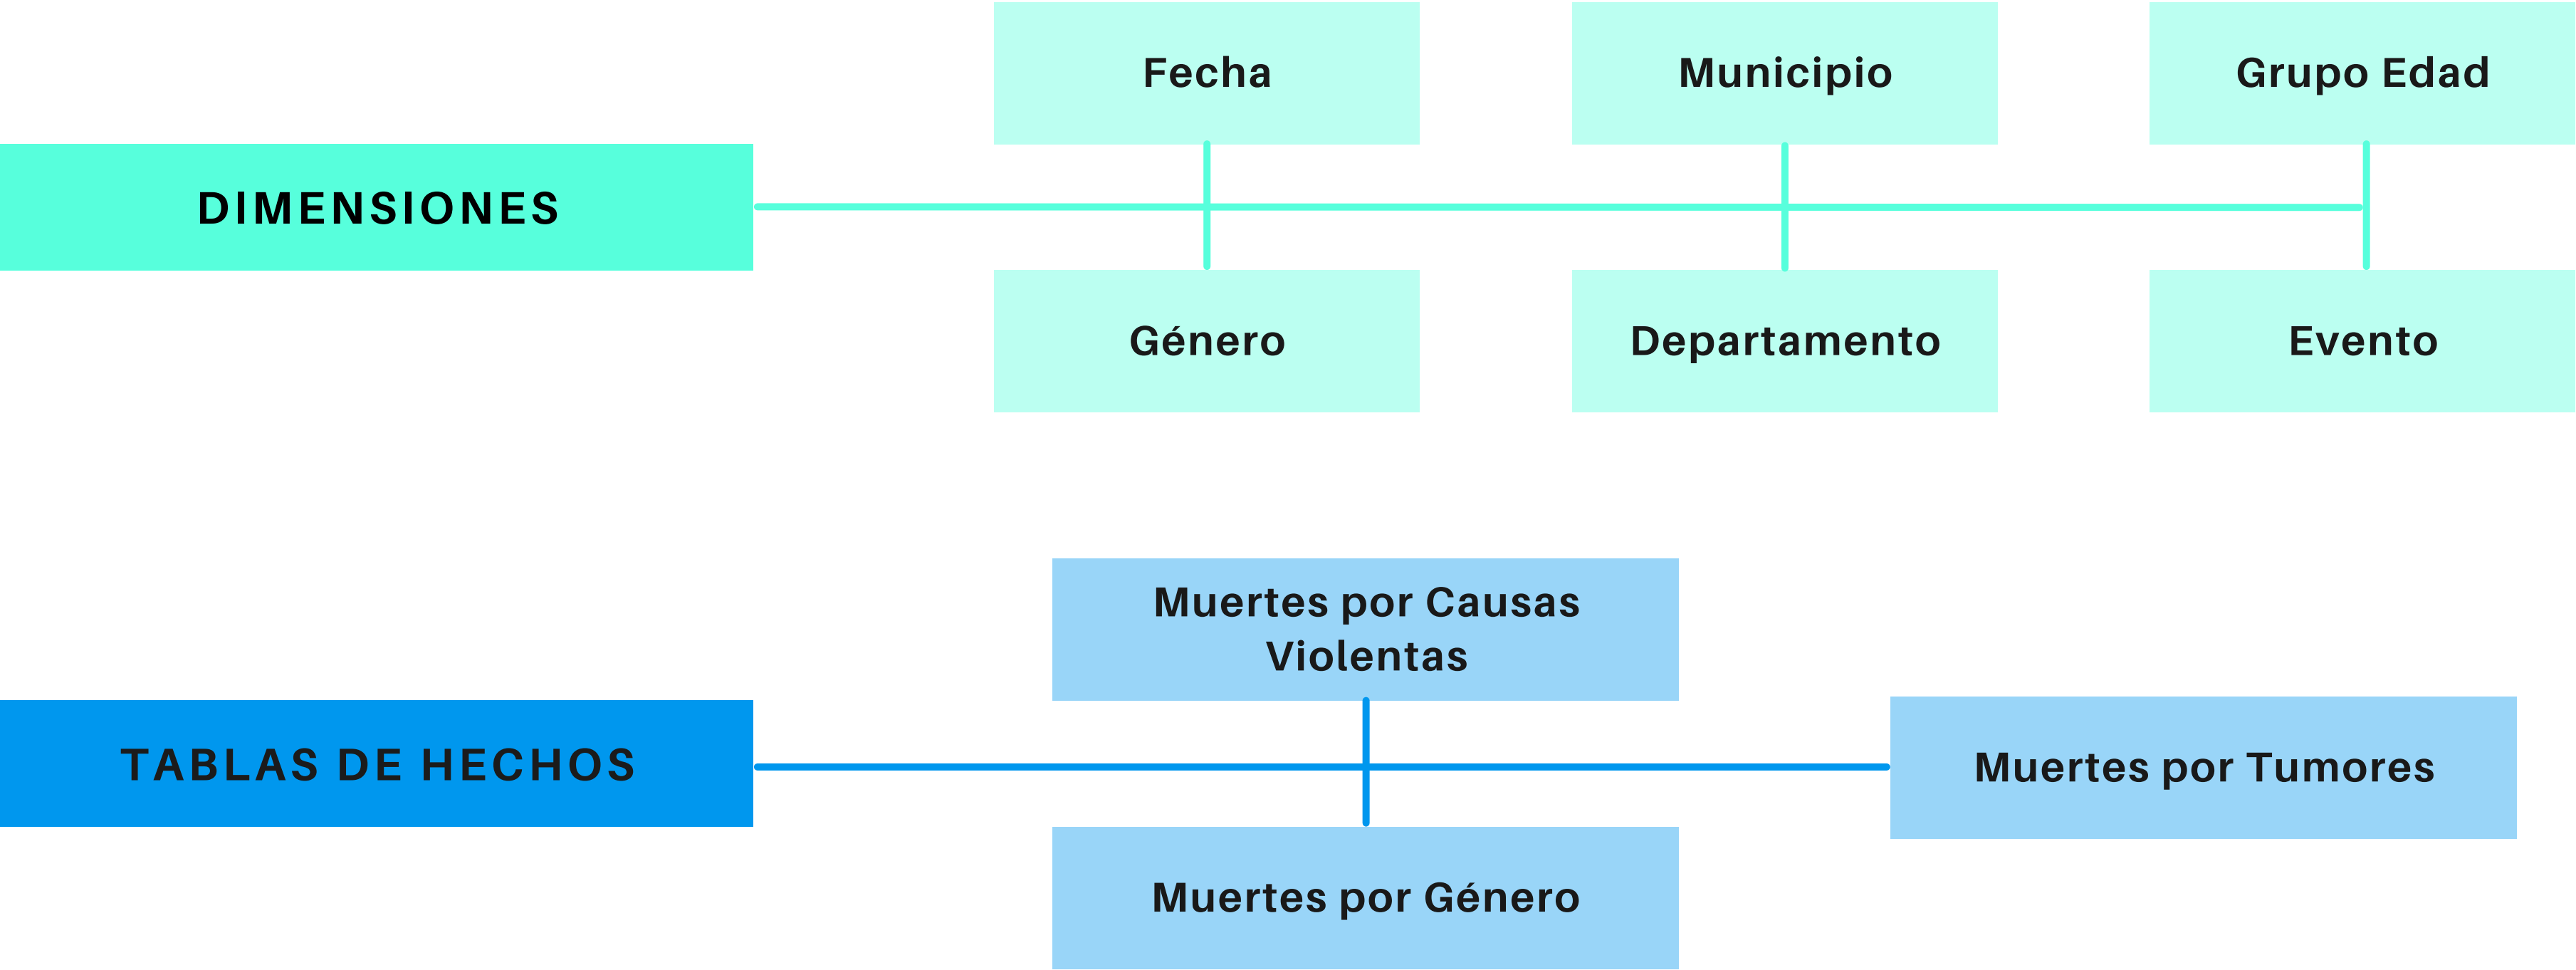 Fecha
Municipio
Grupo Edad
DIMENSIONES
Género
Departamento
Evento
Muertes por Causas
Violentas
TABLAS DE HECHOS
Muertes por Tumores
Muertes por Género